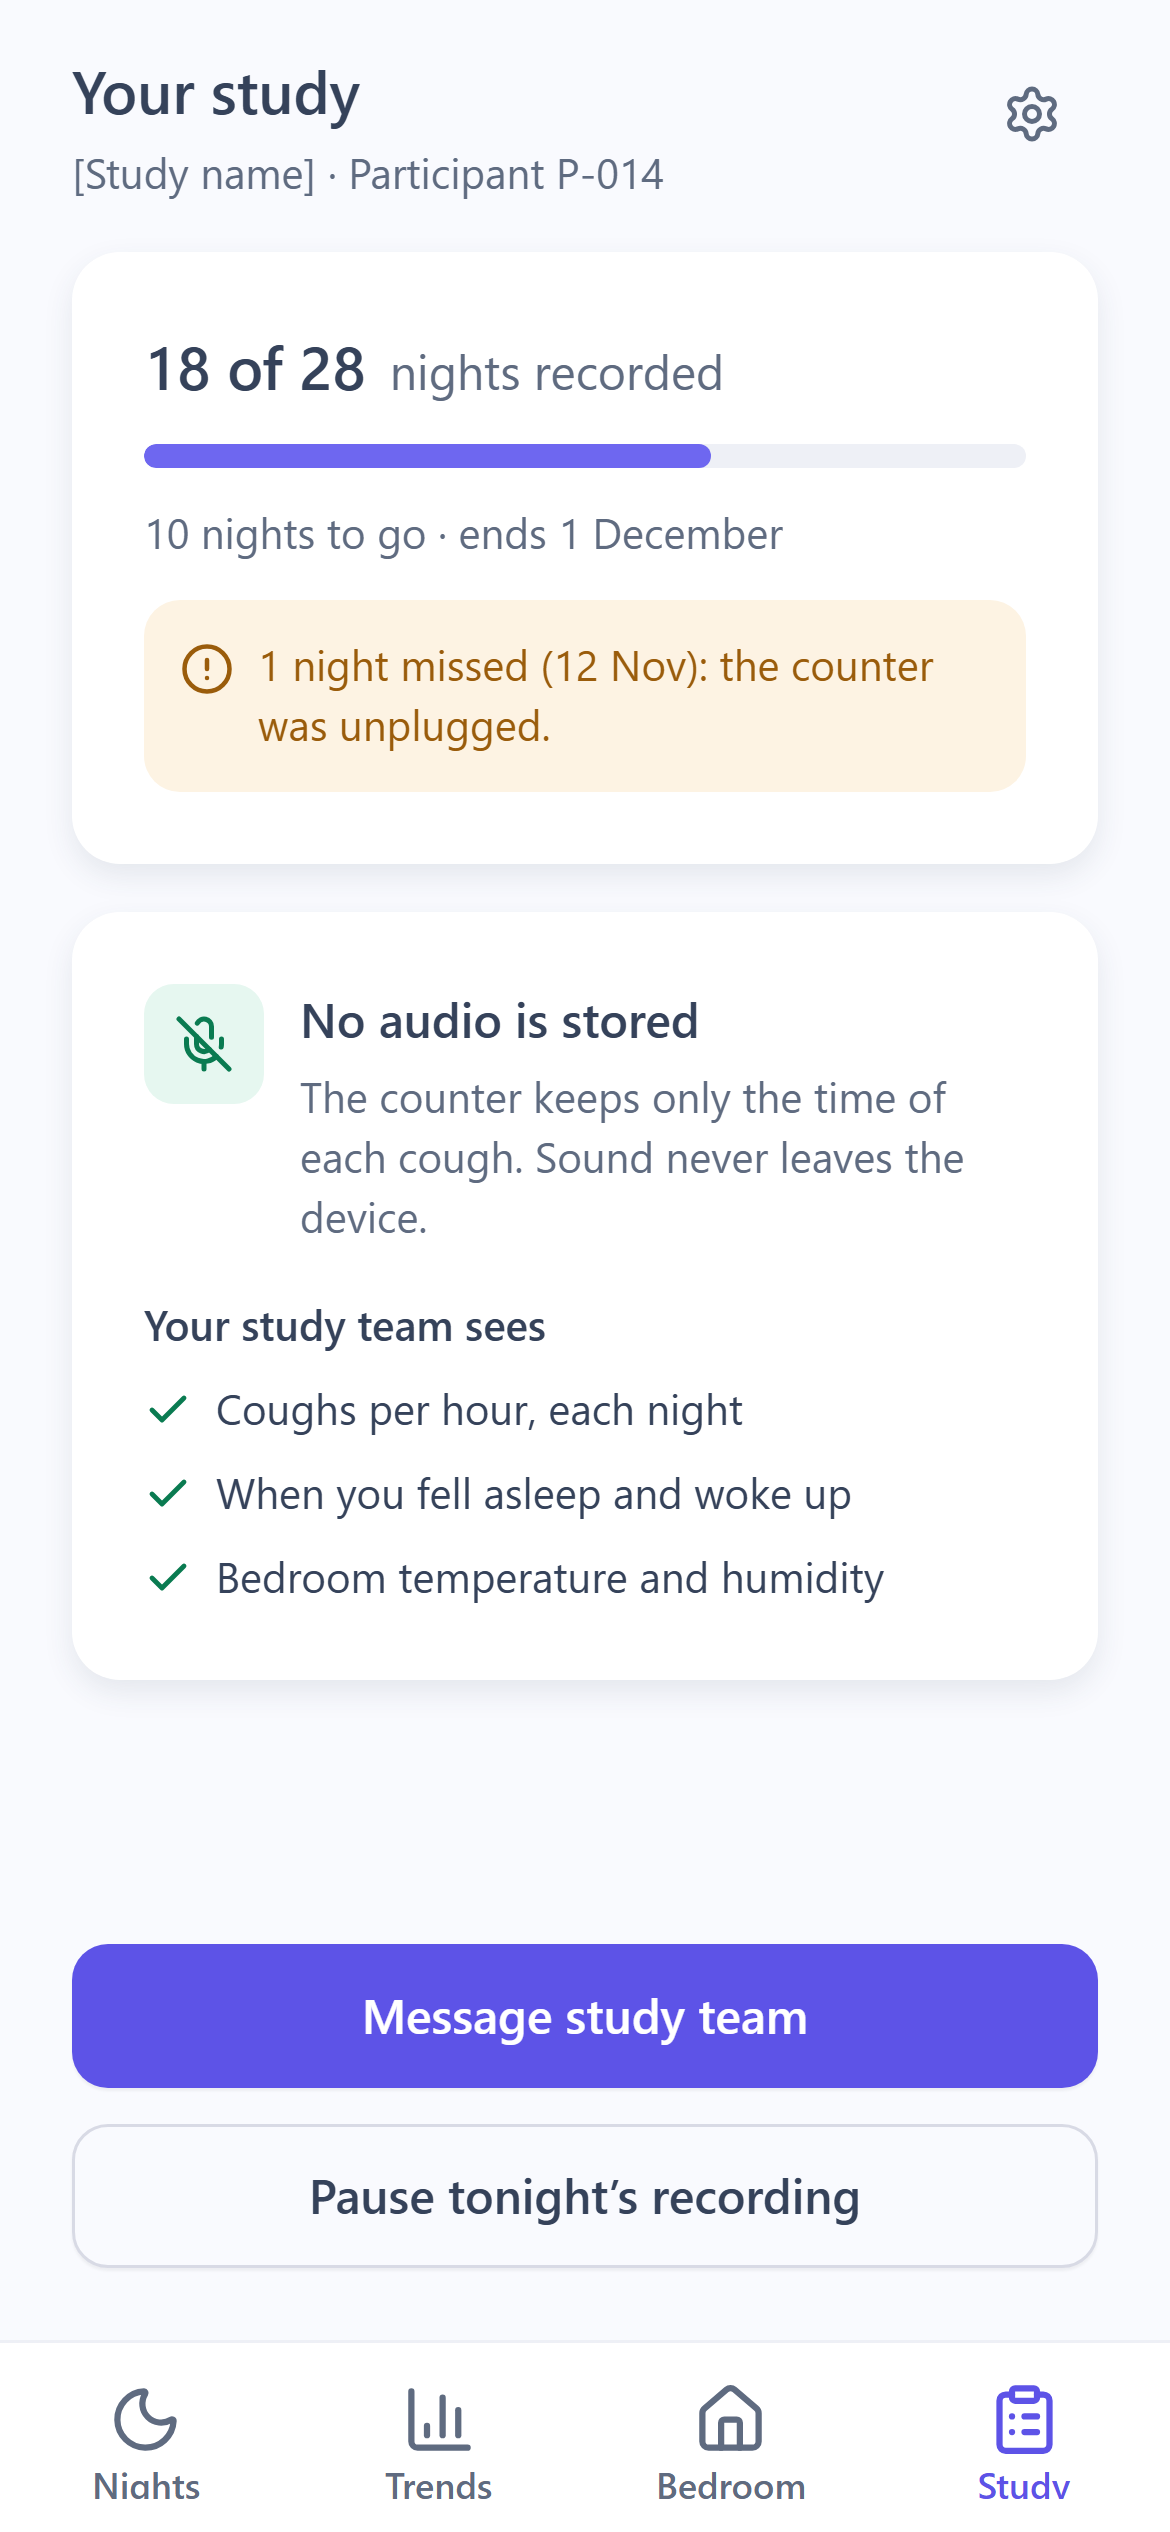 Your study
[Study name] · Participant P-014
18 of 28 nights recorded
10 nights to go · ends 1 December
1 night missed (12 Nov): the counter
was unplugged.
No audio is stored
The counter keeps only the time of
each cough. Sound never leaves the
device.
Your study team sees
Coughs per hour, each night
When you fell asleep and woke up
Bedroom temperature and humidity
Message study team
Pause tonight’s recording
Nights
Trends
Bedroom
Study